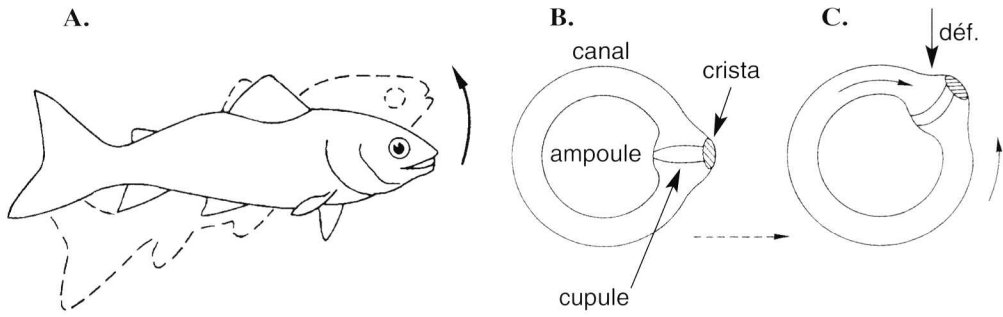 A.
B.
C.
canal
crista
déf.
ampoule
cupule